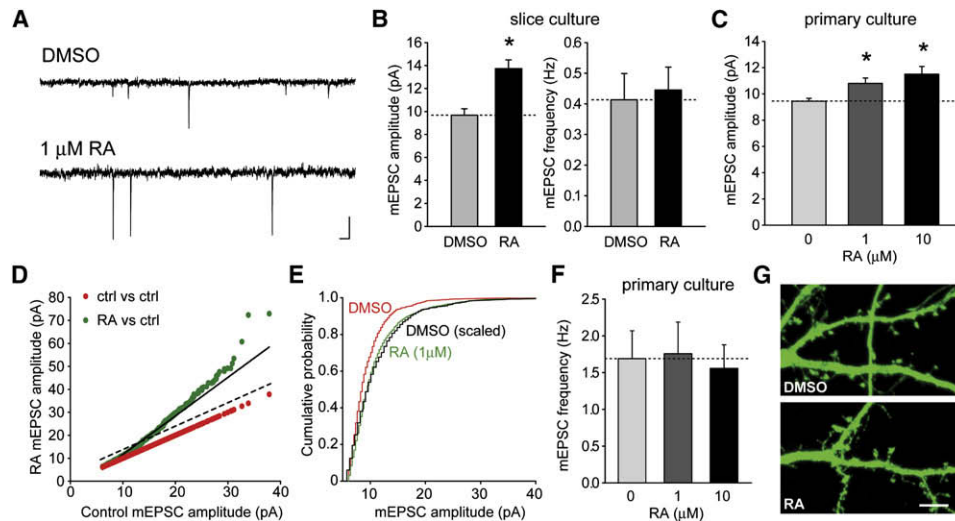 A
DMSO
1 μM RA
B
slice culture
mEPSC amplitude (pA)
16
14
12
10
8
6
4
2
0
*
DMSO RA
mEPSC frequency (Hz)
0.6
0.5
0.4
0.3
0.2
0.1
0.0
DMSO RA
C
primary culture
mEPSC amplitude (pA)
14
12
10
8
6
4
2
0
*
*
0 1 10
RA (μM)
D
RA mEPSC amplitude (pA)
80
70
60
50
40
30
20
10
0
ctrl vs ctrl
RA vs ctrl
0 10 20 30 40
Control mEPSC amplitude (pA)
E
Cumulative probability
1.0
0.8
0.6
0.4
0.2
0.0
DMSO
DMSO (scaled)
RA (1μM)
10 20 30 40
mEPSC amplitude (pA)
F
primary culture
mEPSC frequency (Hz)
2.5
2.0
1.5
1.0
0.5
0.0
0 1 10
RA (μM)
G
DMSO
RA